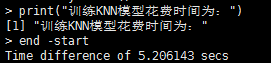 > print("训练KNN模型花费时间为：")
[1] "训练KNN模型花费时间为："
> end -start
Time difference of 5.206143 secs